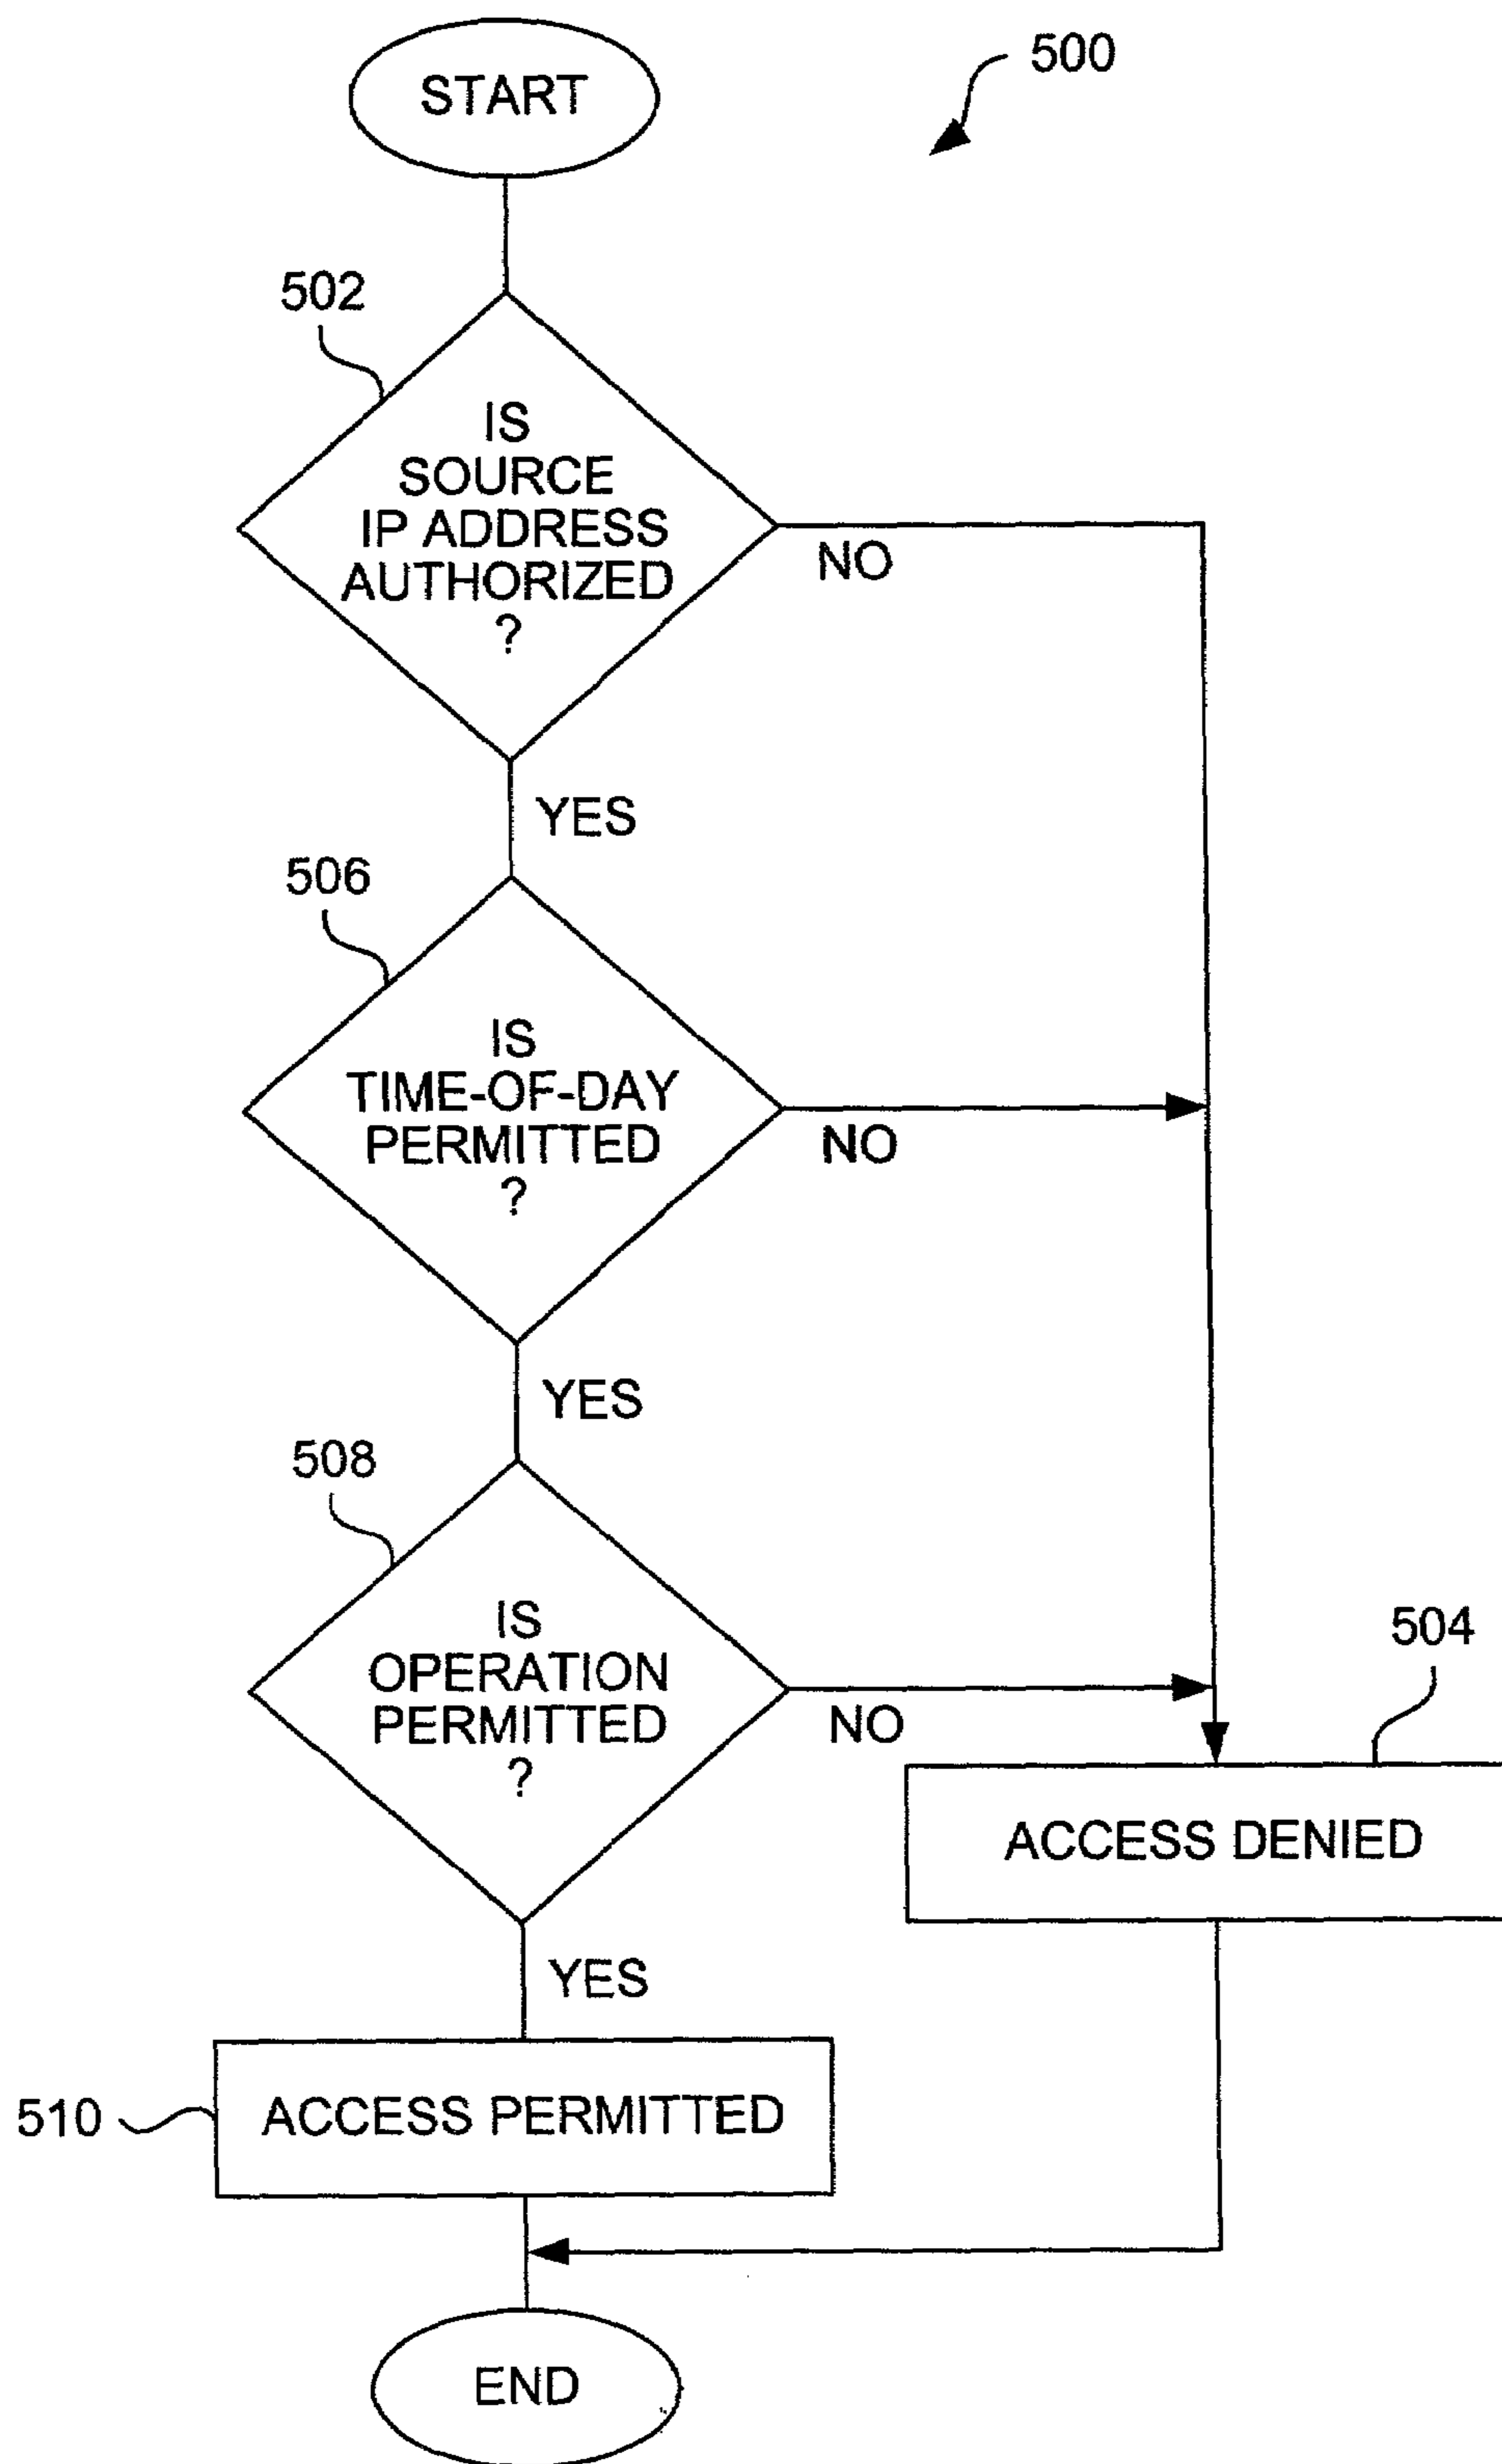 START
500
502
IS
SOURCE
IP ADDRESS
AUTHORIZED
?
NO
YES
506
IS
TIME-OF-DAY
PERMITTED
?
NO
YES
508
IS
OPERATION
PERMITTED
?
NO
504
ACCESS DENIED
YES
510
ACCESS PERMITTED
END